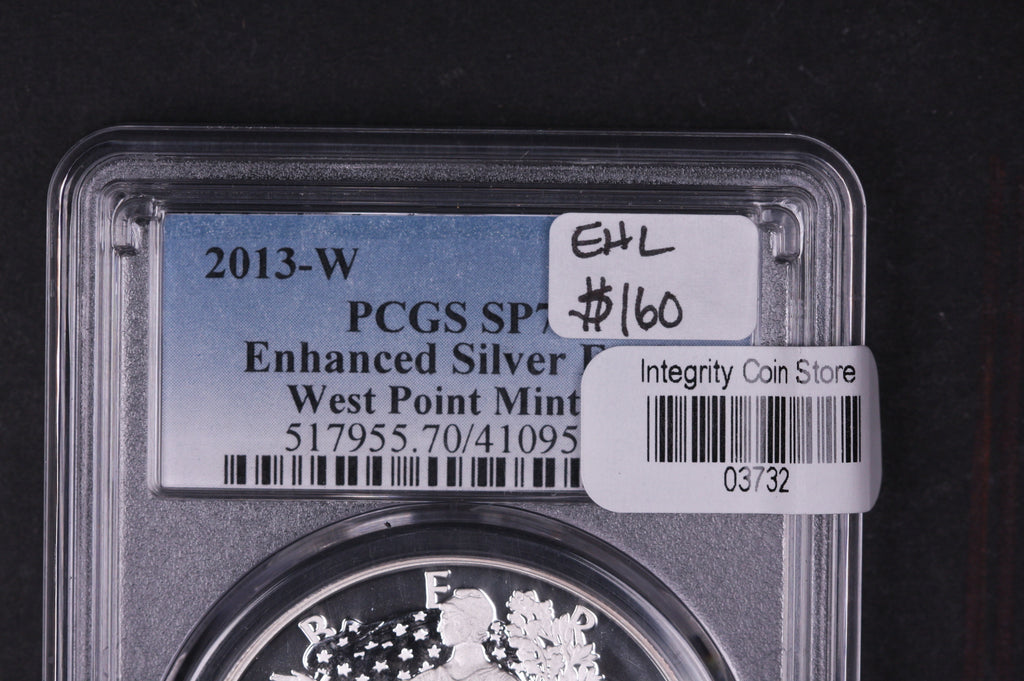 2013-W
PCGS SP7
Enhanced Silver
West Point Mint
517955.70/41095
EHL
$160
Integrity Coin Store
03732